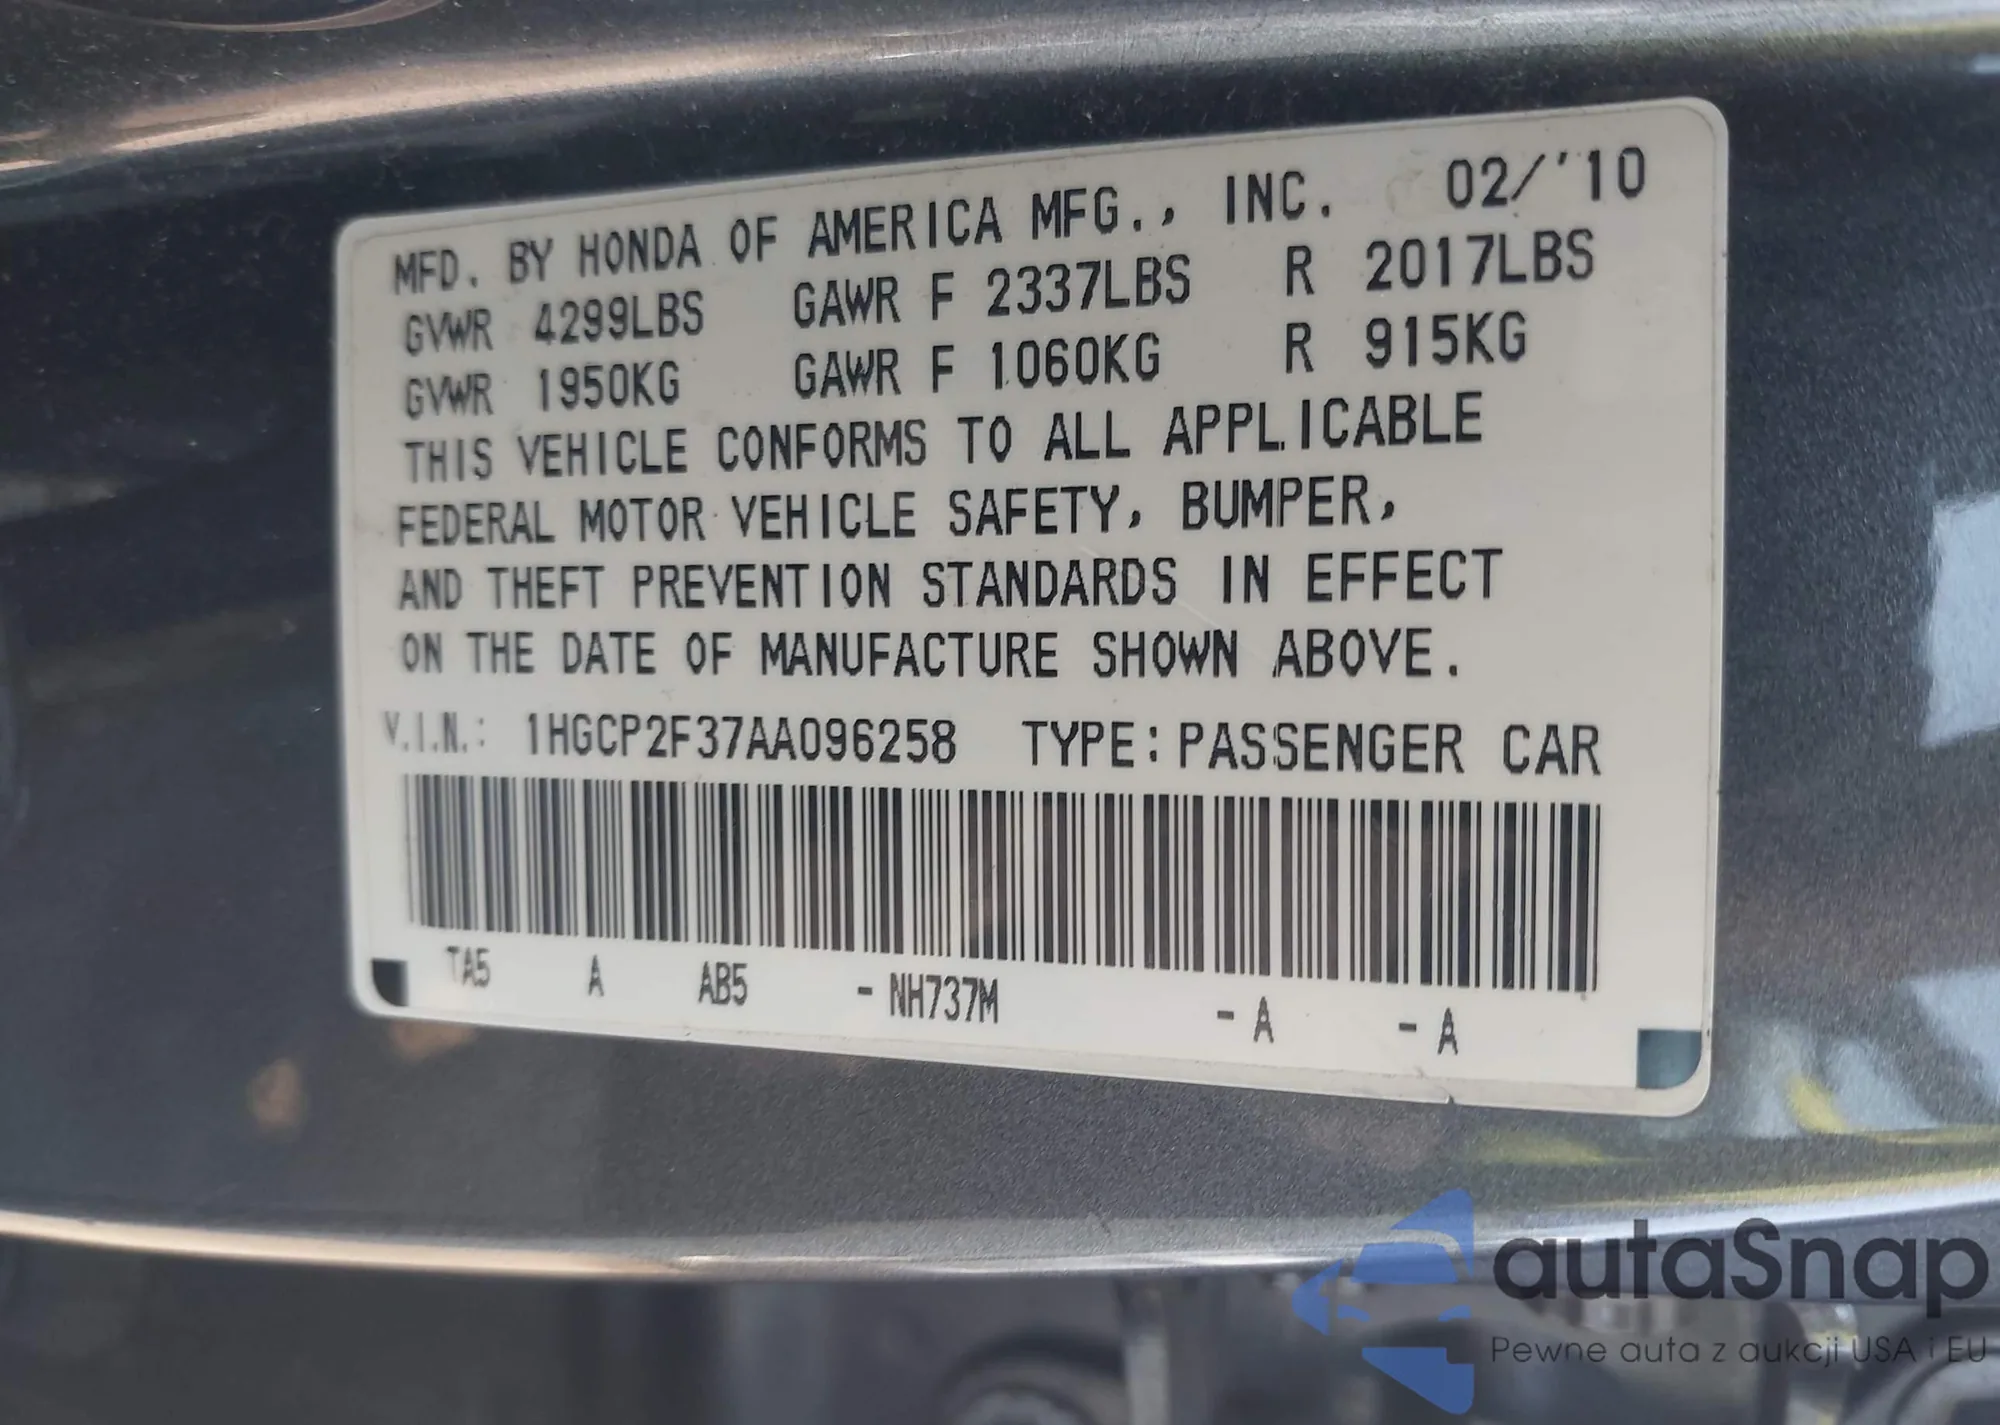 MFD. BY HONDA OF AMERICA MFG., INC. 02/'10
GVWR 4299LBS GAWR F 2337LBS R 2017LBS
GVWR 1950KG GAWR F 1060KG R 915KG
THIS VEHICLE CONFORMS TO ALL APPLICABLE
FEDERAL MOTOR VEHICLE SAFETY, BUMPER,
AND THEFT PREVENTION STANDARDS IN EFFECT
ON THE DATE OF MANUFACTURE SHOWN ABOVE.
V.I.N.: 1HGCP2F37AA096258 TYPE: PASSENGER CAR
TA5 A AB5 - NH737M - A - A
autaSnap
Pewne auta z aukcji USA i EU